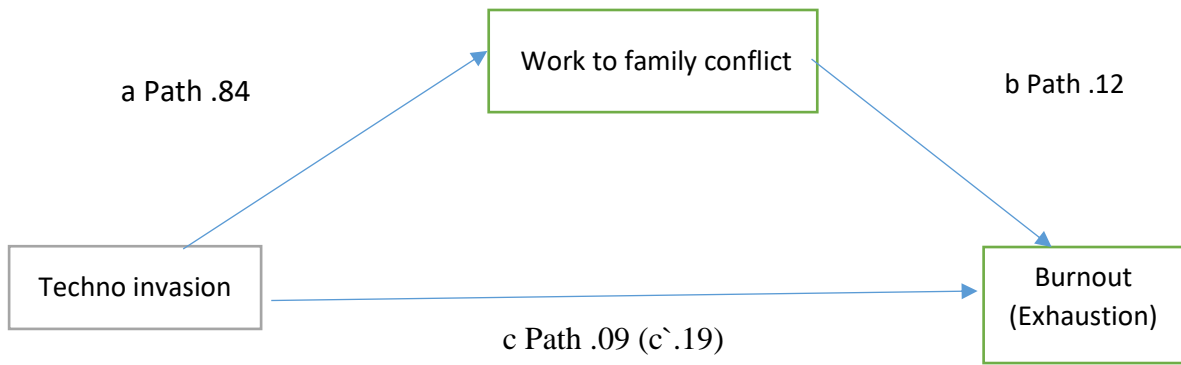 Work to family conflict
a Path .84
b Path .12
Techno invasion
Burnout
(Exhaustion)
c Path .09 (c`.19)